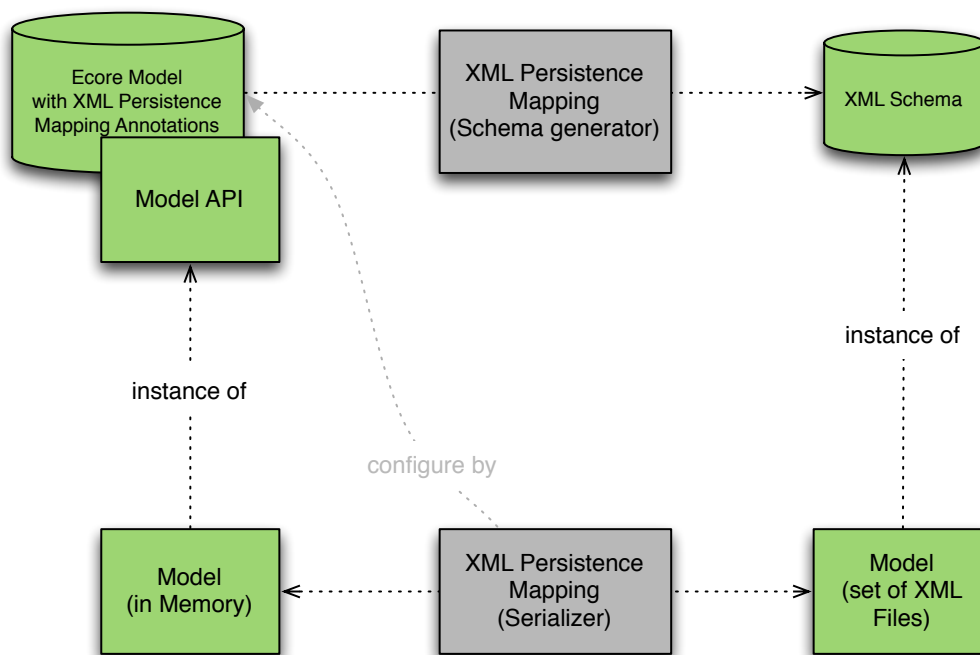 Ecore Model
with XML Persistence
Mapping Annotations
Model API
XML Persistence
Mapping
(Schema generator)
XML Schema
instance of
instance of
configure by
Model
(in Memory)
XML Persistence
Mapping
(Serializer)
Model
(set of XML
Files)